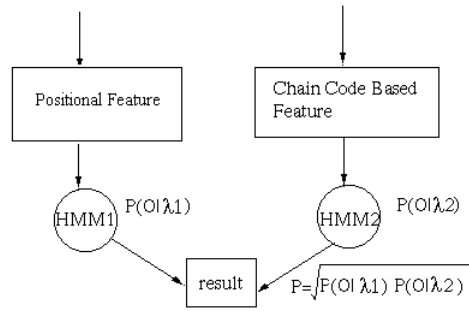 Positional Feature
Chain Code Based
Feature
HMM1
P(O|λ1)
HMM2
P(O|λ2)
result
P=√P(O|λ1) P(O|λ2)